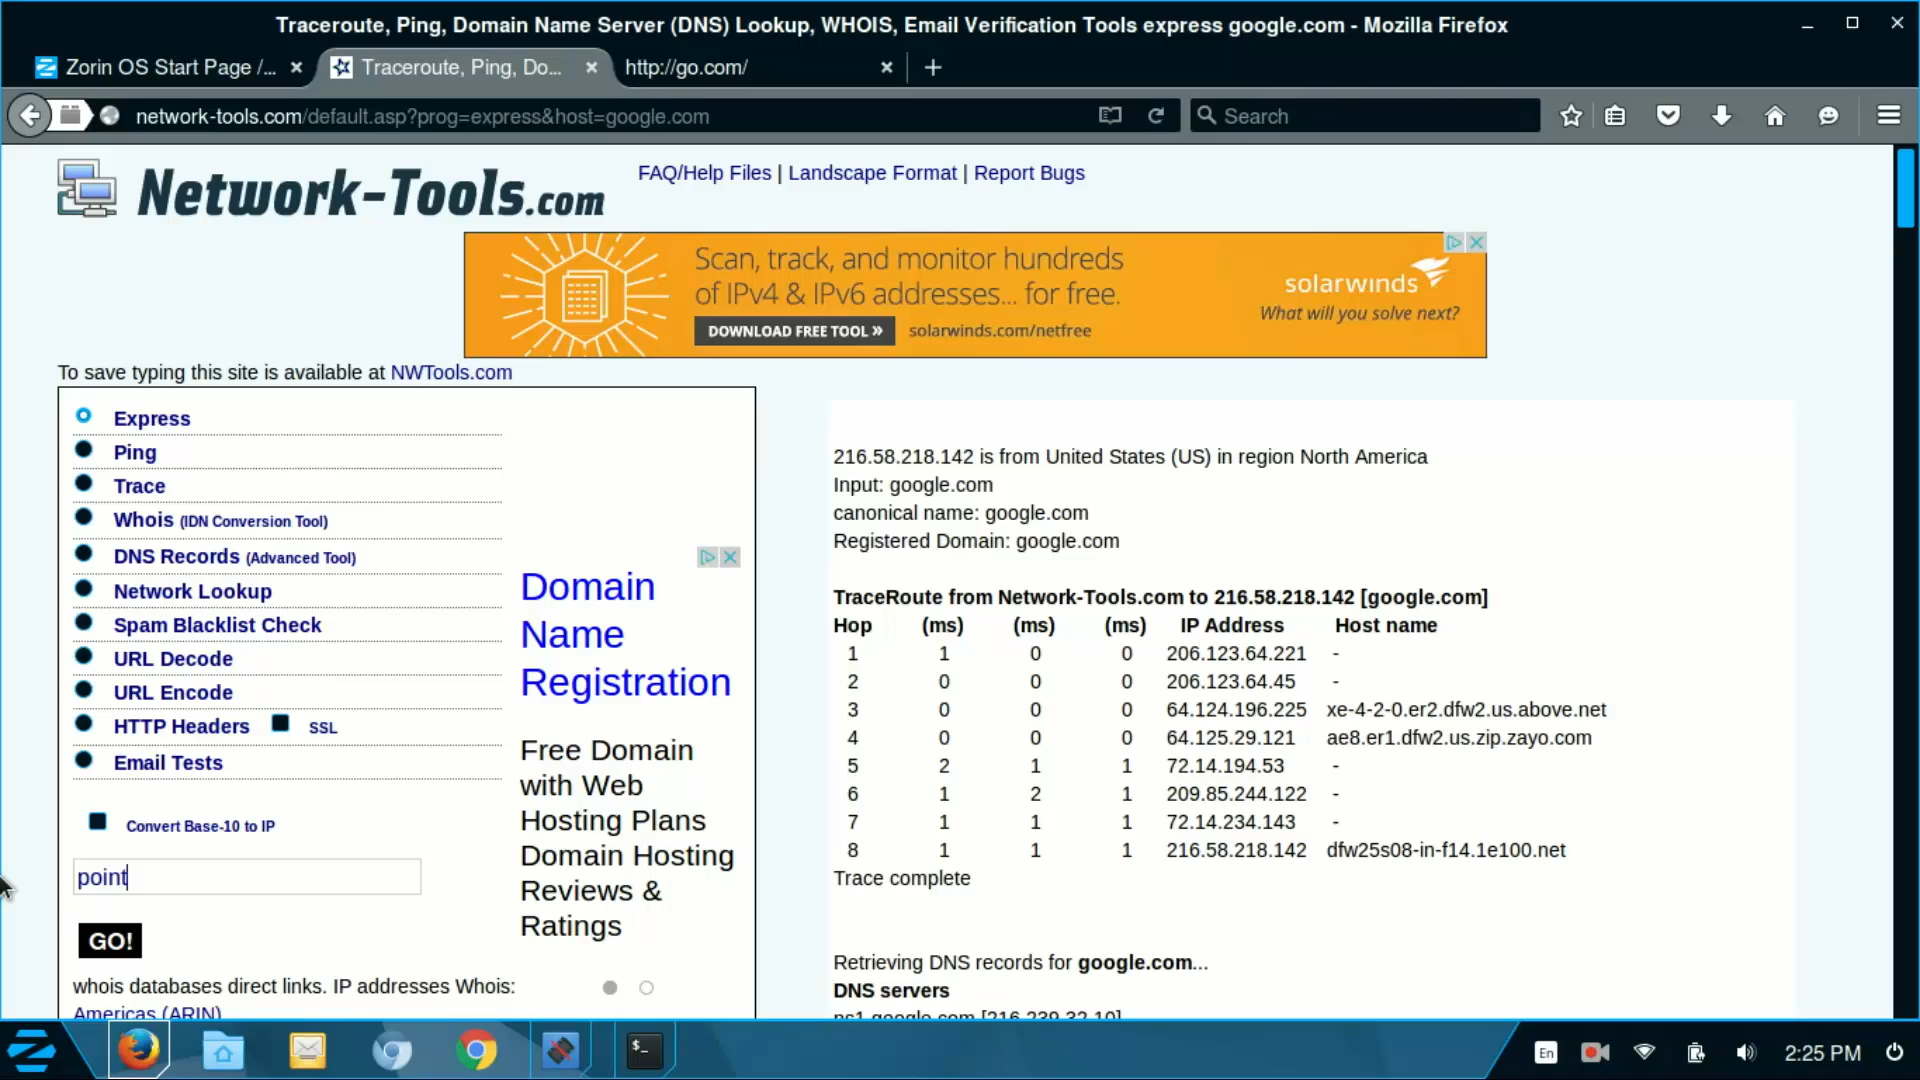 Traceroute, Ping, Domain Name Server (DNS) Lookup, WHOIS, Email Verification Tools express google.com - Mozilla Firefox
Zorin OS Start Page /...
Traceroute, Ping, Do...
http://go.com/
network-tools.com/default.asp?prog=express&host=google.com
Search
Network-Tools.com
FAQ/Help Files | Landscape Format | Report Bugs
Scan, track, and monitor hundreds
of IPv4 & IPv6 addresses... for free.
DOWNLOAD FREE TOOL »
solarwinds.com/netfree
solarwinds
What will you solve next?
To save typing this site is available at NWTools.com
Express
Ping
Trace
Whois (IDN Conversion Tool)
DNS Records (Advanced Tool)
Network Lookup
Spam Blacklist Check
URL Decode
URL Encode
HTTP Headers SSL
Email Tests
Convert Base-10 to IP
point
GO!
whois databases direct links. IP addresses Whois:
Americas (ARIN)
Domain
Name
Registration
Free Domain
with Web
Hosting Plans
Domain Hosting
Reviews &
Ratings
216.58.218.142 is from United States (US) in region North America
Input: google.com
canonical name: google.com
Registered Domain: google.com
TraceRoute from Network-Tools.com to 216.58.218.142 [google.com]
Hop (ms) (ms) (ms) IP Address Host name
1 1 0 0 206.123.64.221 -
2 0 0 0 206.123.64.45 -
3 0 0 0 64.124.196.225 xe-4-2-0.er2.dfw2.us.above.net
4 0 0 0 64.125.29.121 ae8.er1.dfw2.us.zip.zayo.com
5 2 1 1 72.14.194.53 -
6 1 2 1 209.85.244.122 -
7 1 1 1 72.14.234.143 -
8 1 1 1 216.58.218.142 dfw25s08-in-f14.1e100.net
Trace complete
Retrieving DNS records for google.com...
DNS servers
ns1.google.com [216.239.32.10]
$_
En
2:25 PM